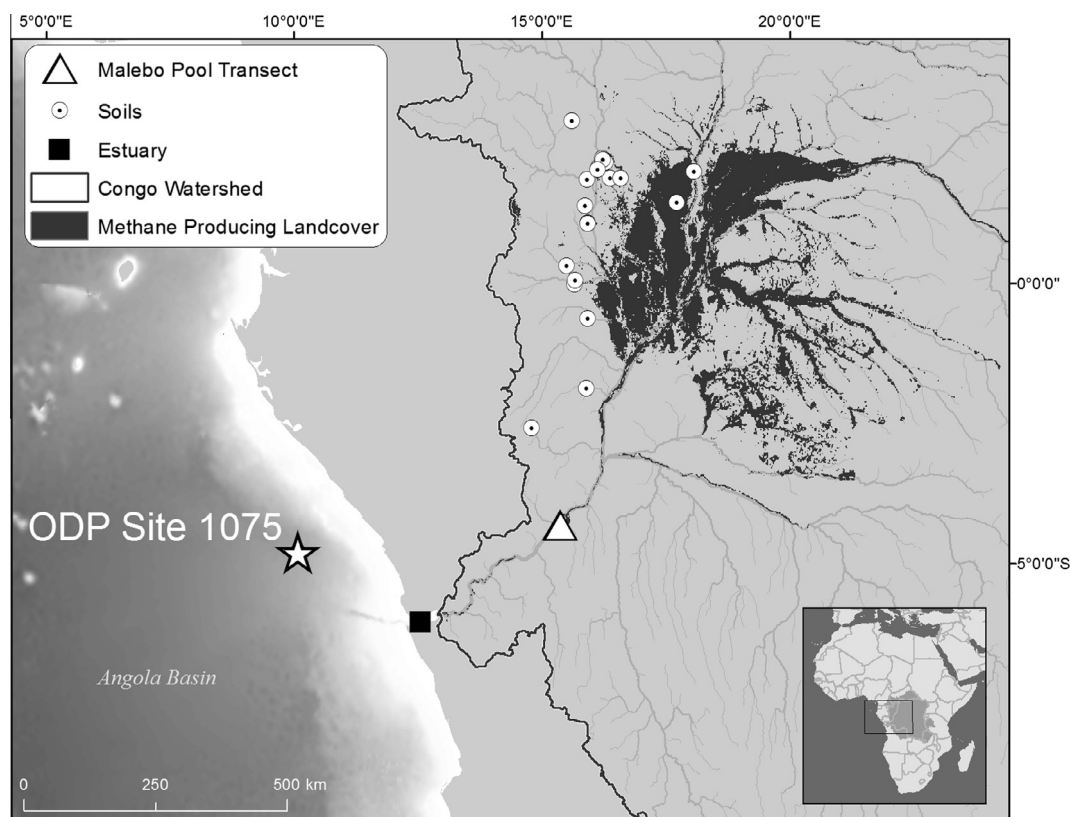 5°0'0"E
10°0'0"E
15°0'0"E
20°0'0"E
Malebo Pool Transect
Soils
Estuary
Congo Watershed
Methane Producing Landcover
0°0'0"
ODP Site 1075
5°0'0"S
Angola Basin
0
250
500 km